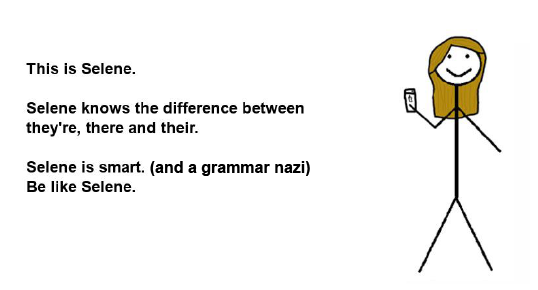 This is Selene.
Selene knows the difference between
they're, there and their.
Selene is smart. (and a grammar nazi)
Be like Selene.